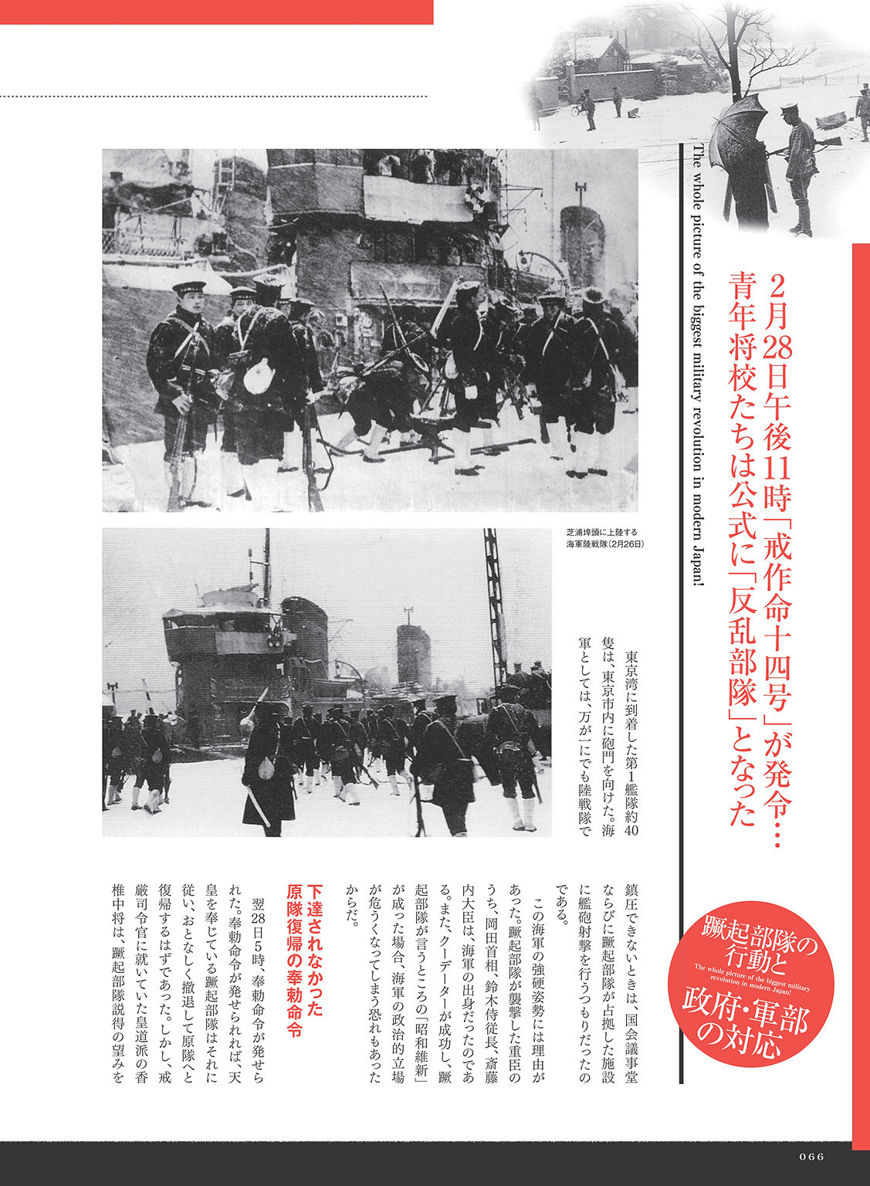 The whole picture of the biggest military revolution in modern Japan!
2月28日午後11時「戒作命十四号」が発令…
青年将校たちは公式に「反乱部隊」となった
蹶起部隊の
行動と
The whole picture of the biggest military
revolution in modern Japan!
政府・軍部
の対応
芝浦埠頭に上陸する
海軍陸戦隊（2月26日）
東京湾に到着した第1艦隊約40
隻は、東京市内に砲門を向けた。海
軍としては、万が一にでも陸戦隊で
鎮圧できないときは、国会議事堂
ならびに蹶起部隊が占拠した施設
に艦砲射撃を行うつもりだったの
である。
この海軍の強硬姿勢には理由が
あった。蹶起部隊が襲撃した重臣の
うち、岡田首相、鈴木侍従長、斎藤
内大臣は、海軍の出身だったのであ
る。また、クーデターが成功し、蹶
起部隊が言うところの「昭和維新」
が成った場合、海軍の政治的立場
が危うくなってしまう恐れもあった
からだ。
下達されなかった
原隊復帰の奉勅命令
翌28日5時、奉勅命令が発せら
れた。奉勅命令が発せられれば、天
皇を奉じている蹶起部隊はそれに
従い、おとなしく撤退して原隊へと
復帰するはずであった。しかし、戒
厳司令官に就いていた皇道派の香
椎中将は、蹶起部隊説得の望みを
066